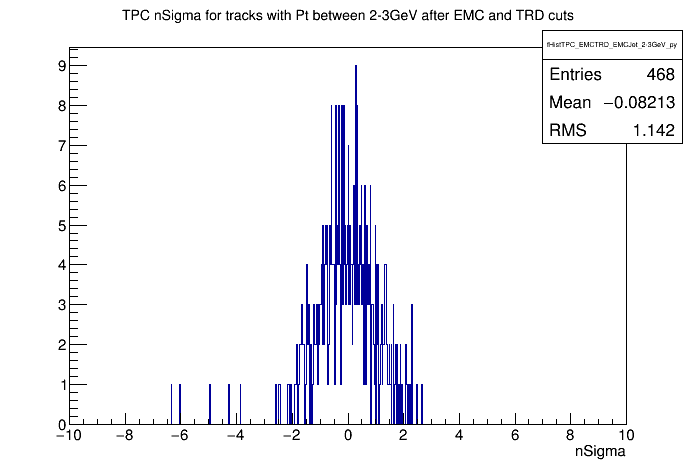 TPC nSigma for tracks with Pt between 2-3GeV after EMC and TRD cuts
fHistTPC_EMCTRD_EMCJet_2-3GeV_py
Entries 468
Mean −0.08213
RMS 1.142
9
8
7
6
5
4
3
2
1
0
−10 −8 −6 −4 −2 0 2 4 6 8 10
nSigma